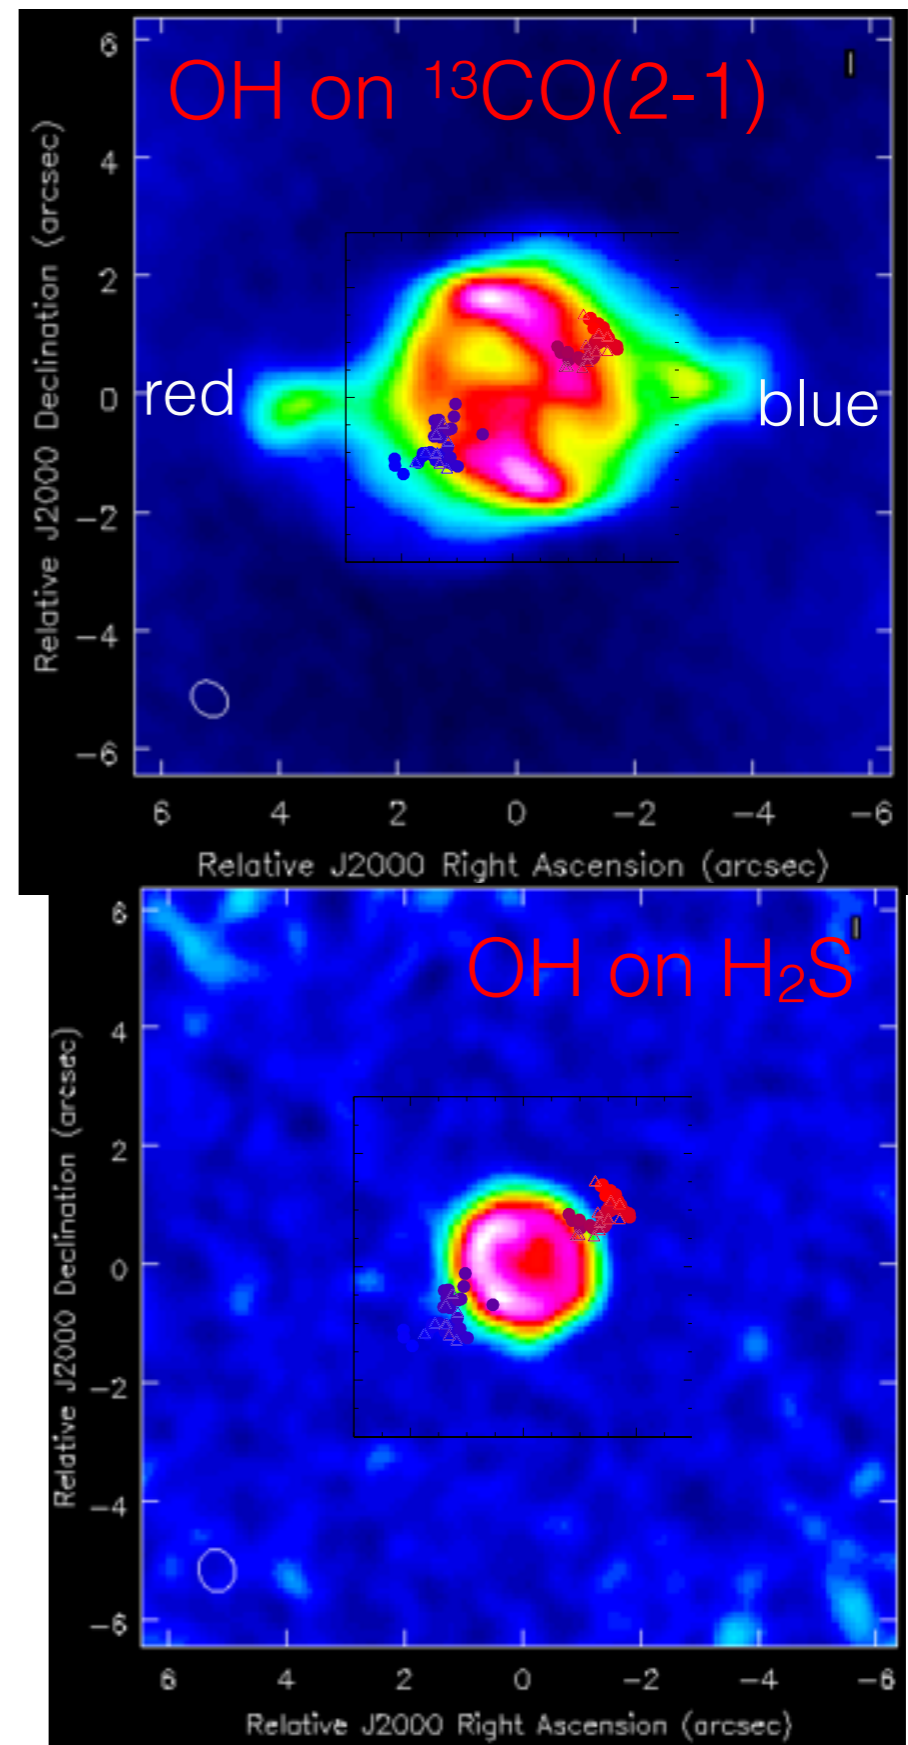 OH on ¹³CO(2-1)
6
4
2
0
−2
−4
−6
Relative J2000 Declination (arcsec)
red
blue
6 4 2 0 −2 −4 −6
Relative J2000 Right Ascension (arcsec)
OH on H₂S
6
4
2
0
−2
−4
−6
Relative J2000 Declination (arcsec)
6 4 2 0 −2 −4 −6
Relative J2000 Right Ascension (arcsec)